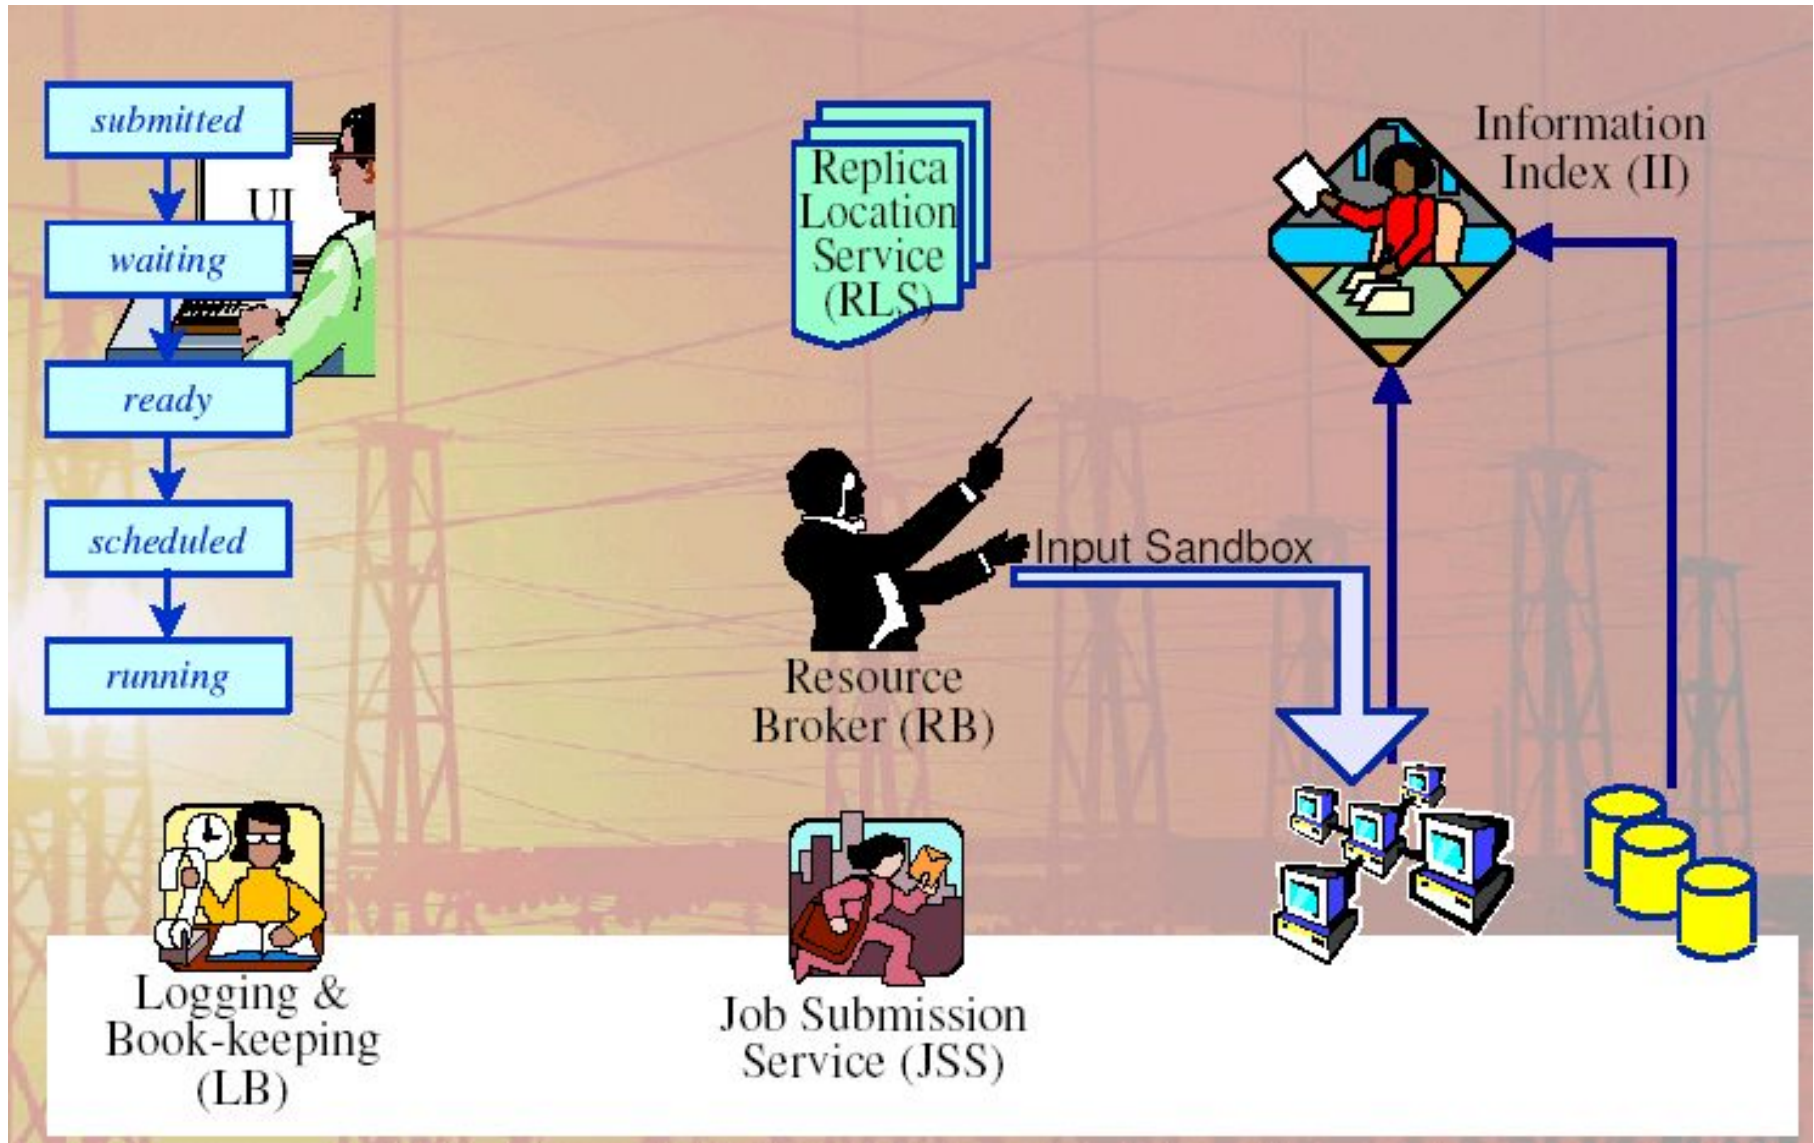 submitted
UI
waiting
ready
scheduled
running
Replica
Location
Service
(RLS)
Information
Index (II)
Input Sandbox
Resource
Broker (RB)
Logging &
Book-keeping
(LB)
Job Submission
Service (JSS)